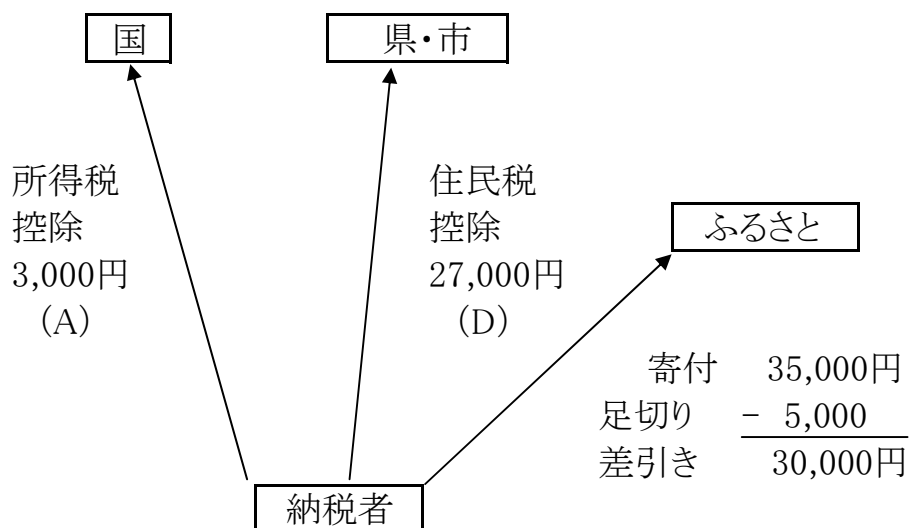 国
県・市
所得税
控除
3,000円
(A)
住民税
控除
27,000円
(D)
ふるさと
寄付 35,000円
足切り - 5,000
差引き 30,000円
納税者